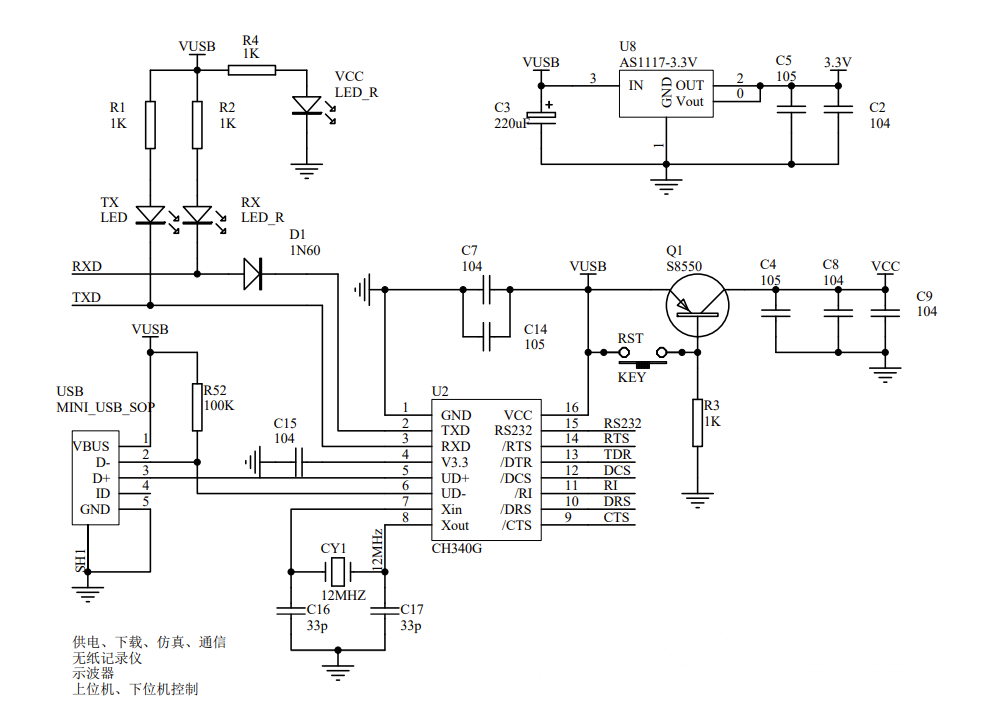 VUSB
R4
1K
VCC
LED_R
R1
1K
R2
1K
TX
LED
RX
LED_R
D1
1N60
RXD
TXD
VUSB
U8
AS1117-3.3V
3
IN
GND
OUT
Vout
1
2
0
C3
220uF
C5
105
3.3V
C2
104
C7
104
C14
105
VUSB
Q1
S8550
C4
105
C8
104
VCC
C9
104
RST
KEY
R3
1K
VUSB
R52
100K
USB
MINI_USB_SOP
VBUS 1
D- 2
D+ 3
ID 4
GND 5
SH1
C15
104
U2
1 GND VCC 16
2 TXD RS232 15 RS232
3 RXD /RTS 14 RTS
4 V3.3 /DTR 13 TDR
5 UD+ /DCS 12 DCS
6 UD- /RI 11 RI
7 Xin /DRS 10 DRS
8 Xout /CTS 9 CTS
CH340G
CY1
12MHz
12MHZ
C16
33p
C17
33p
供电、下载、仿真、通信
无纸记录仪
示波器
上位机、下位机控制